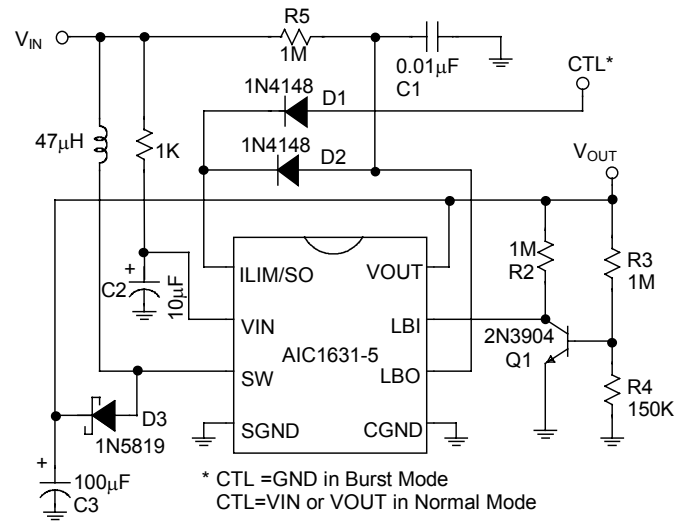 R5
V_IN
1M
0.01µF
C1
CTL*
1N4148
D1
1N4148
D2
47µH
1K
V_OUT
1M
R2
R3
1M
+
C2
10µF
ILIM/SO
VOUT
VIN
LBI
2N3904
Q1
AIC1631-5
SW
LBO
R4
150K
D3
1N5819
SGND
CGND
+
100µF
C3
* CTL =GND in Burst Mode
CTL=VIN or VOUT in Normal Mode